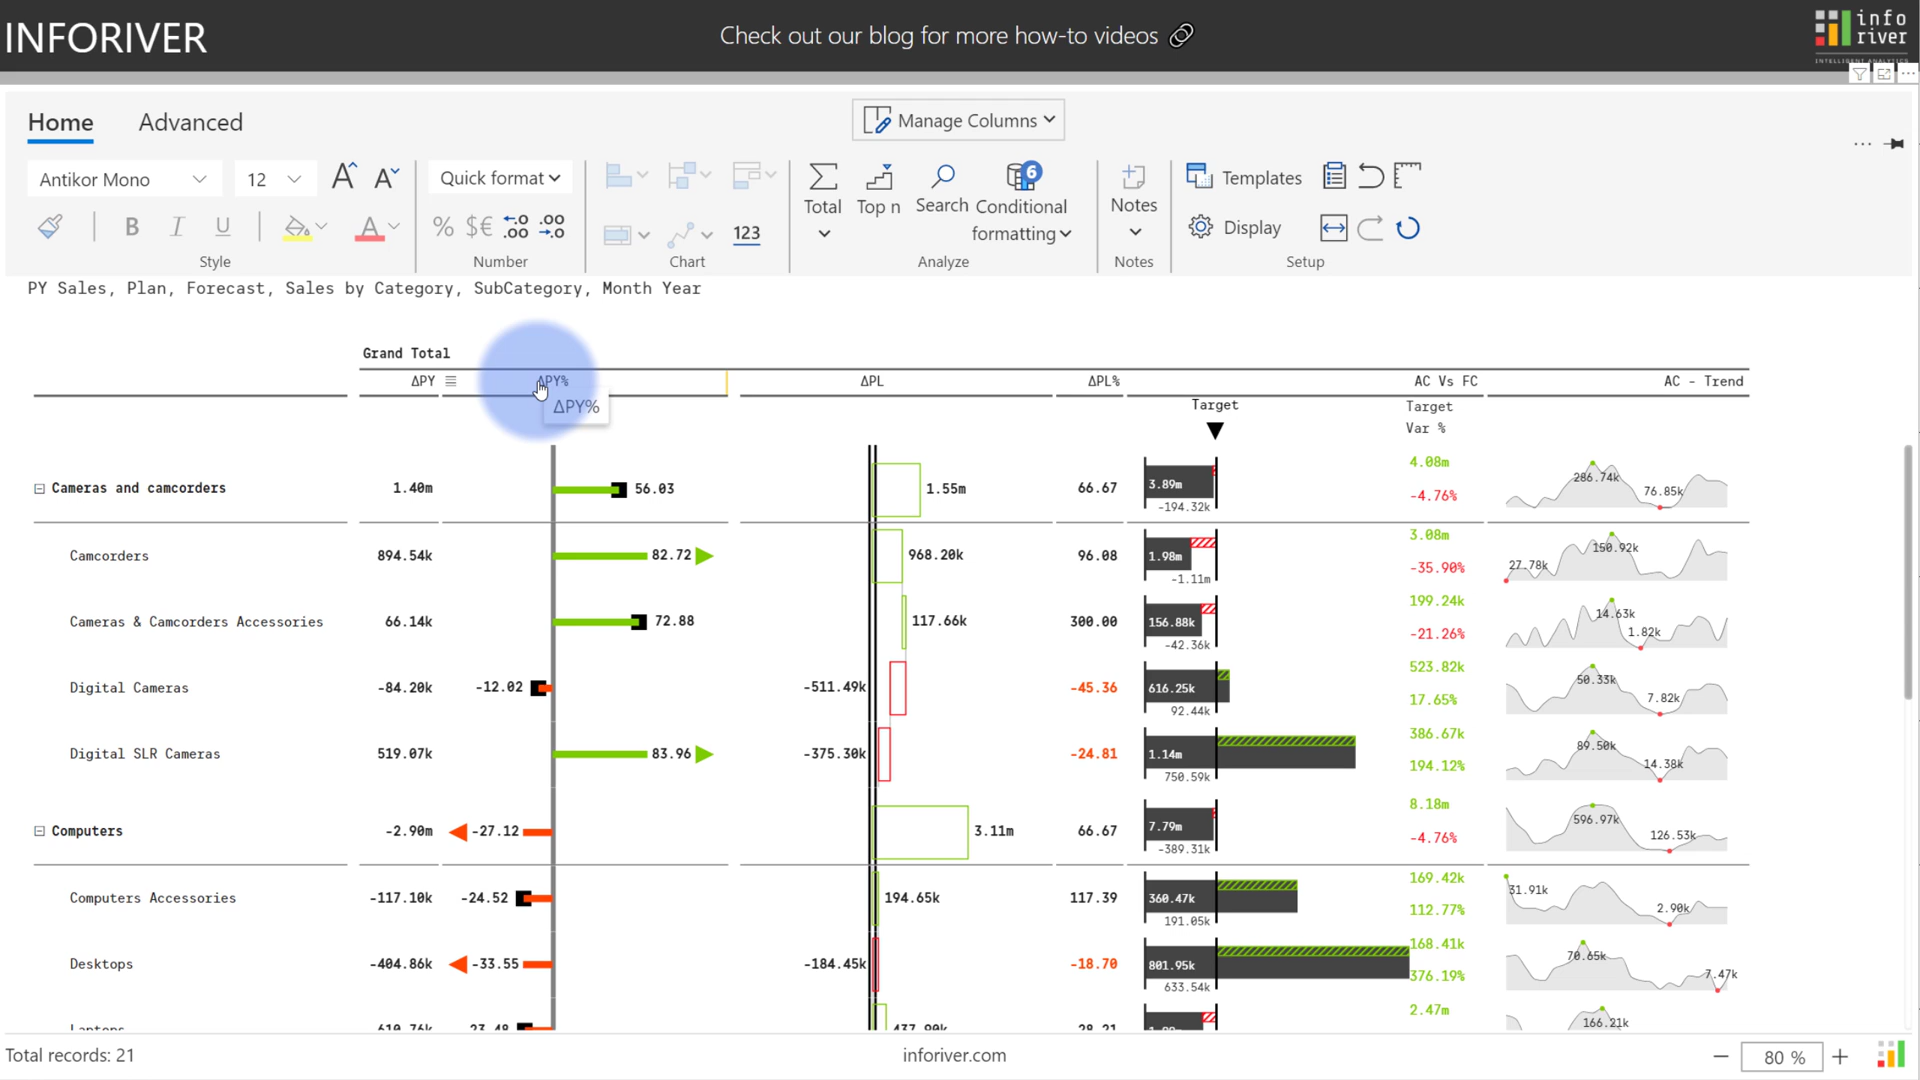 INFORIVER
Check out our blog for more how-to videos
info
river
INTELLIGENT ANALYTICS
Home
Advanced
Manage Columns
Antikor Mono
12
A
A
Quick format
6
Templates
Total
Top n
Search
Conditional
formatting
Notes
B
I
U
A
%
$€
.0
.00
.00
.0
123
Display
Style
Number
Chart
Analyze
Notes
Setup
PY Sales, Plan, Forecast, Sales by Category, SubCategory, Month Year
Grand Total
ΔPY
ΔPY%
ΔPL
ΔPL%
AC Vs FC
AC - Trend
ΔPY%
Target
Target
Var %
Cameras and camcorders
1.40m
56.03
1.55m
66.67
3.89m
-194.32k
4.08m
-4.76%
286.74k
76.85k
Camcorders
894.54k
82.72
968.20k
96.08
1.98m
-1.11m
3.08m
-35.90%
27.78k
150.92k
Cameras & Camcorders Accessories
66.14k
72.88
117.66k
300.00
156.88k
-42.36k
199.24k
-21.26%
14.63k
1.82k
Digital Cameras
-84.20k
-12.02
-511.49k
-45.36
616.25k
92.44k
523.82k
17.65%
50.33k
7.82k
Digital SLR Cameras
519.07k
83.96
-375.30k
-24.81
1.14m
750.59k
386.67k
194.12%
89.50k
14.38k
Computers
-2.90m
-27.12
3.11m
66.67
7.79m
-389.31k
8.18m
-4.76%
596.97k
126.53k
Computers Accessories
-117.10k
-24.52
194.65k
117.39
360.47k
191.05k
169.42k
112.77%
31.91k
2.90k
Desktops
-404.86k
-33.55
-184.45k
-18.70
801.95k
633.54k
168.41k
376.19%
70.65k
7.47k
Laptops
2.47m
166.21k
Total records: 21
inforiver.com
80 %